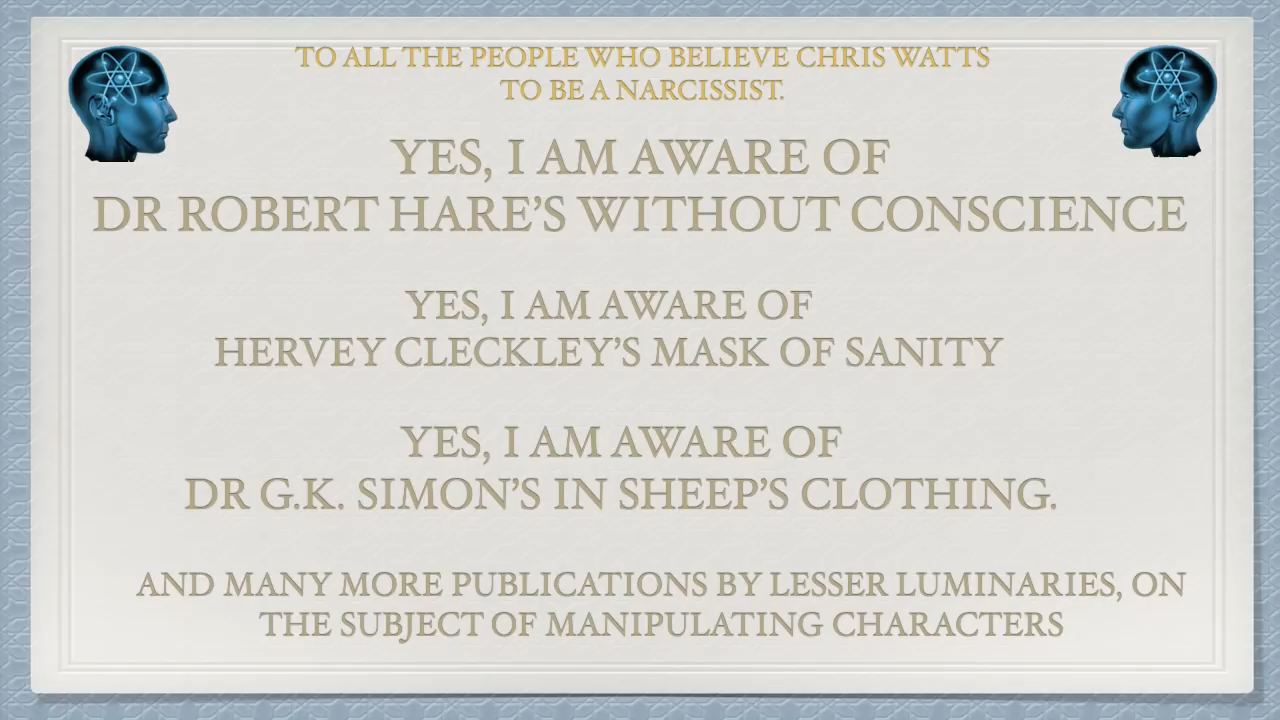 TO ALL THE PEOPLE WHO BELIEVE CHRIS WATTS
TO BE A NARCISSIST.
YES, I AM AWARE OF
DR ROBERT HARE'S WITHOUT CONSCIENCE
YES, I AM AWARE OF
HERVEY CLECKLEY'S MASK OF SANITY
YES, I AM AWARE OF
DR G.K. SIMON'S IN SHEEP'S CLOTHING.
AND MANY MORE PUBLICATIONS BY LESSER LUMINARIES, ON
THE SUBJECT OF MANIPULATING CHARACTERS